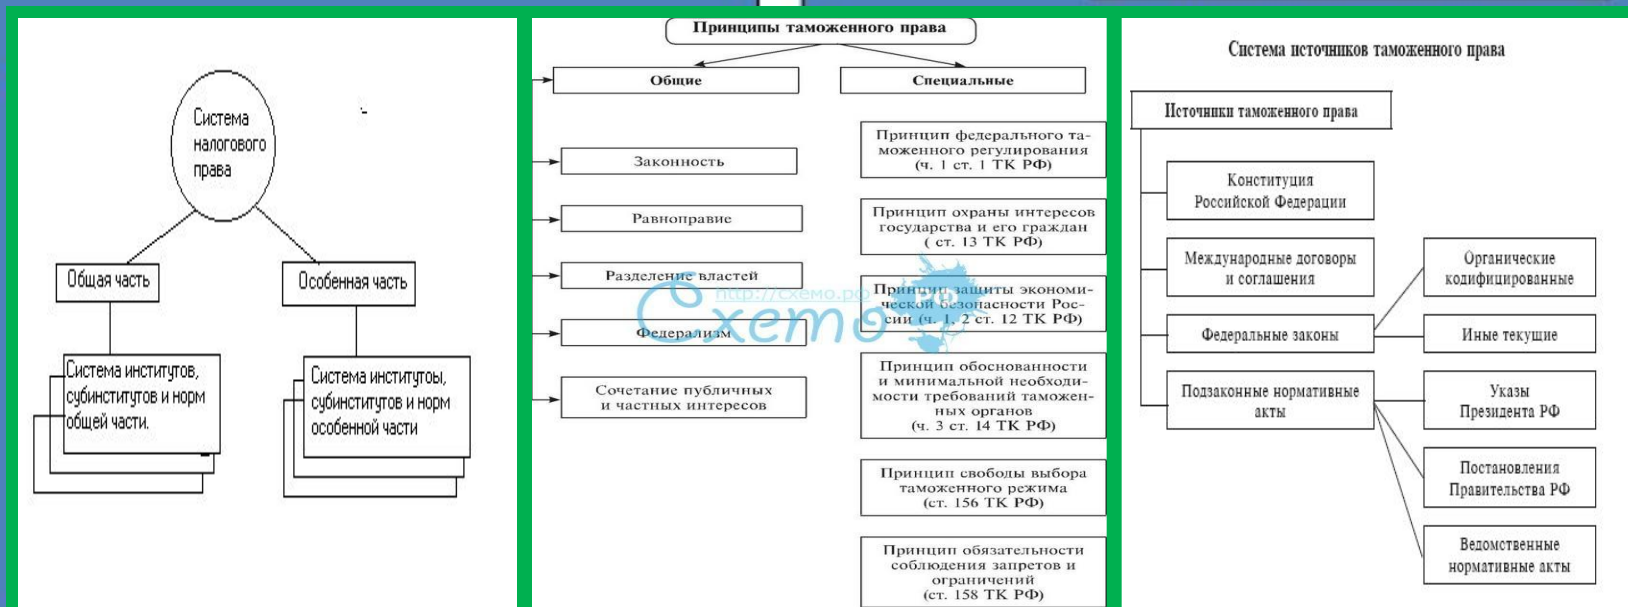 Система
налогового
права
Общая часть
Особенная часть
Система институтов,
субинститутов и норм
общей части.
Система институтоы,
субинститутов и норм
особенной части
Принципы таможенного права
Общие
Специальные
Законность
Равноправие
Разделение властей
Федерализм
Сочетание публичных
и частных интересов
Принцип федерального та-
моженного регулирования
(ч. 1 ст. 1 ТК РФ)
Принцип охраны интересов
государства и его граждан
( ст. 13 ТК РФ)
Принцип защиты экономи-
ческой безопасности Рос-
сии (ч. 1, 2 ст. 12 ТК РФ)
Принцип обоснованности
и минимальной необходи-
мости требований таможен-
ных органов
(ч. 3 ст. 14 ТК РФ)
Принцип свободы выбора
таможенного режима
(ст. 156 ТК РФ)
Принцип обязательности
соблюдения запретов и
ограничений
(ст. 158 ТК РФ)
http://схемо.рф
Схемо
РФ
Система источников таможенного права
Источники таможенного права
Конституция
Российской Федерации
Международные договоры
и соглашения
Федеральные законы
Подзаконные нормативные
акты
Органические
кодифицированные
Иные текущие
Указы
Президента РФ
Постановления
Правительства РФ
Ведомственные
нормативные акты